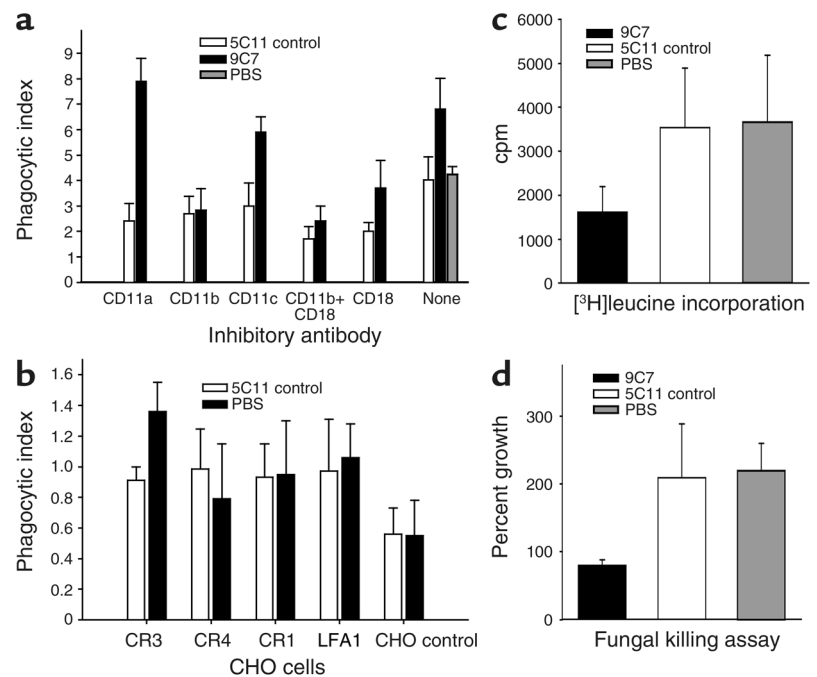 a
5C11 control
9C7
PBS
Phagocytic index
9
8
7
6
5
4
3
2
1
0
CD11a
CD11b
CD11c
CD11b+
CD18
CD18
None
Inhibitory antibody
b
5C11 control
PBS
Phagocytic index
1.6
1.4
1.2
1.0
0.8
0.6
0.4
0.2
0
CR3
CR4
CR1
LFA1
CHO control
CHO cells
c
9C7
5C11 control
PBS
cpm
6000
5000
4000
3000
2000
1000
0
[³H]leucine incorporation
d
9C7
5C11 control
PBS
Percent growth
300
200
100
0
Fungal killing assay